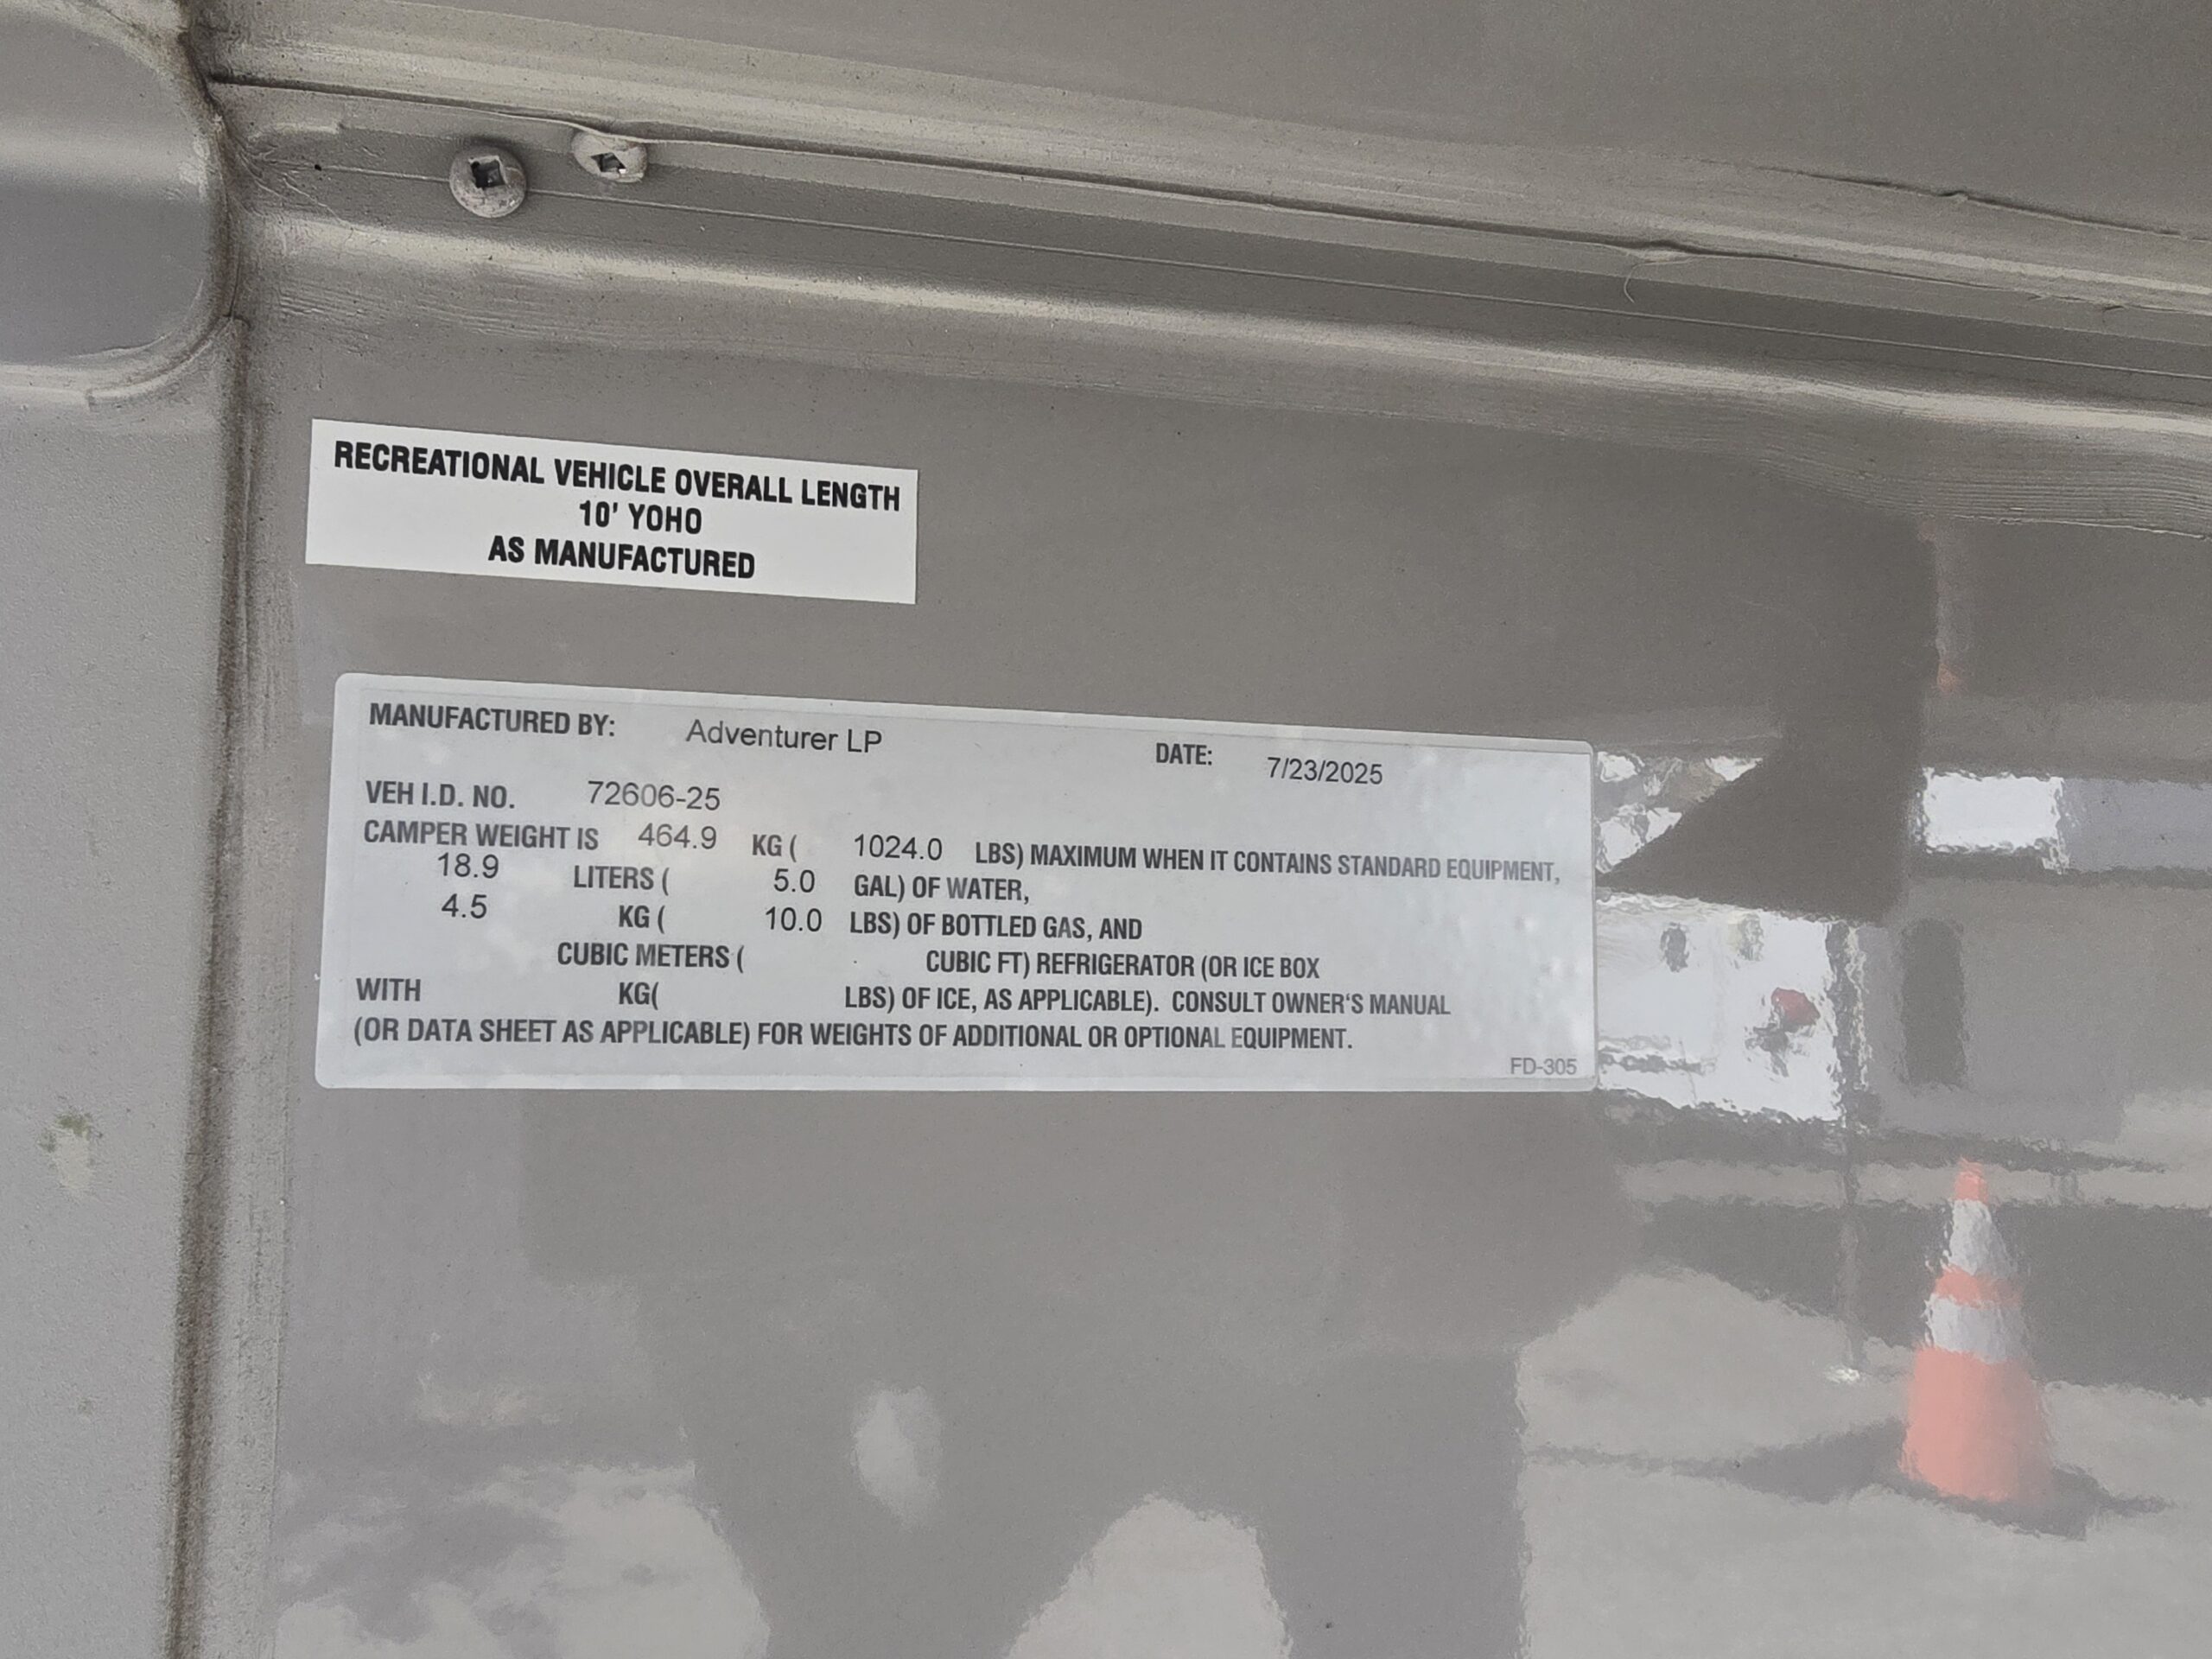 RECREATIONAL VEHICLE OVERALL LENGTH
10' YOHO
AS MANUFACTURED
MANUFACTURED BY: Adventurer LP DATE: 7/23/2025
VEH I.D. NO. 72606-25
CAMPER WEIGHT IS 464.9 KG ( 1024.0 LBS) MAXIMUM WHEN IT CONTAINS STANDARD EQUIPMENT,
18.9 LITERS ( 5.0 GAL) OF WATER,
4.5 KG ( 10.0 LBS) OF BOTTLED GAS, AND
CUBIC METERS ( CUBIC FT) REFRIGERATOR (OR ICE BOX
WITH KG( LBS) OF ICE, AS APPLICABLE). CONSULT OWNER'S MANUAL
(OR DATA SHEET AS APPLICABLE) FOR WEIGHTS OF ADDITIONAL OR OPTIONAL EQUIPMENT.
FD-305